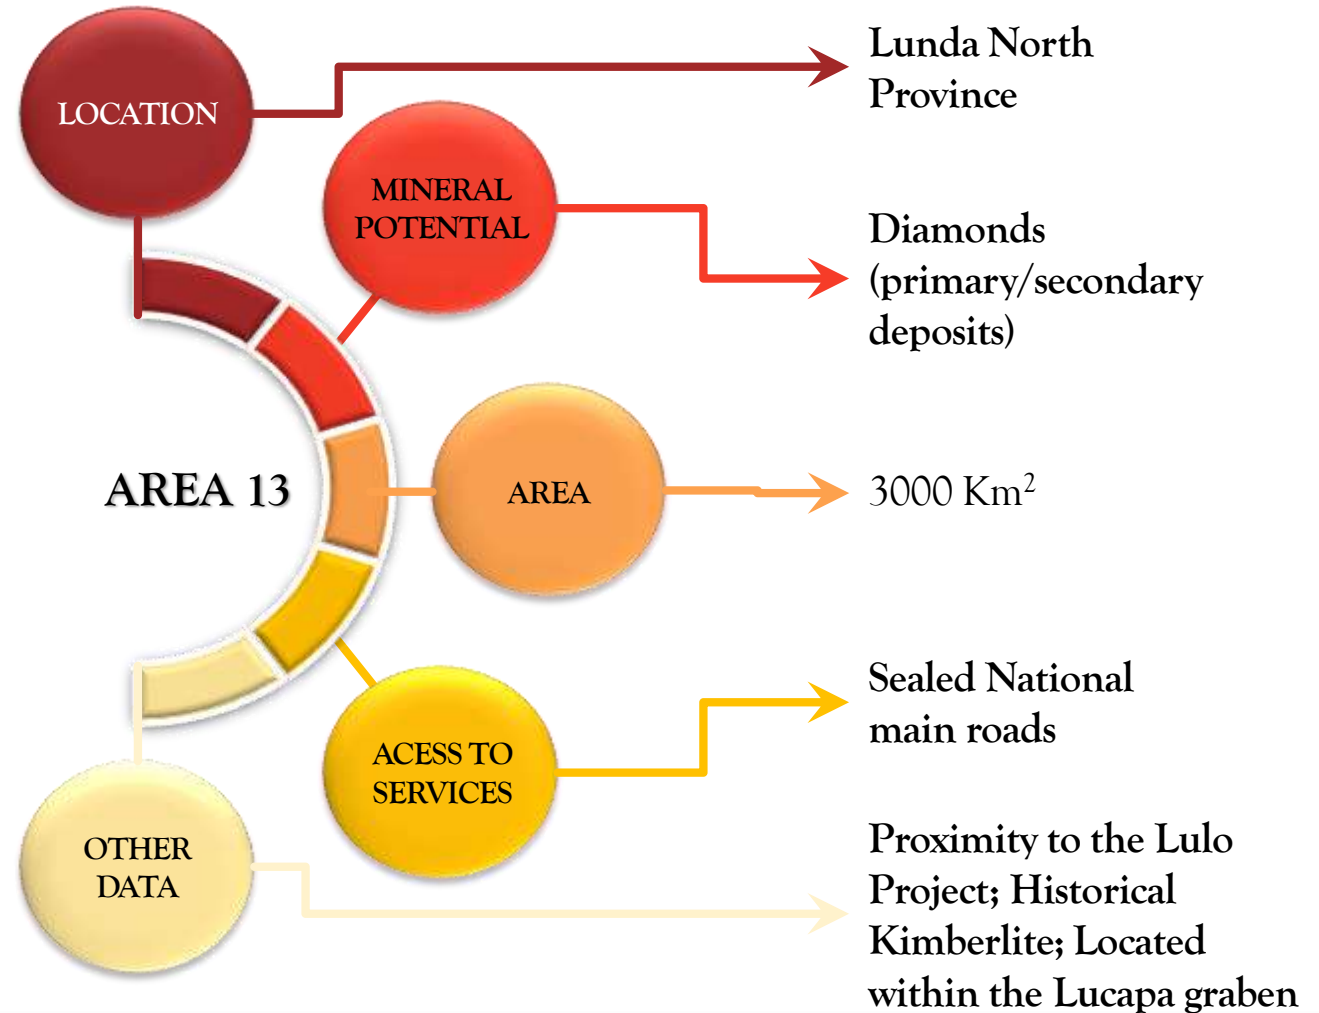 LOCATION
Lunda North
Province
MINERAL
POTENTIAL
Diamonds
(primary/secondary
deposits)
AREA 13
AREA
3000 Km²
ACESS TO
SERVICES
Sealed National
main roads
OTHER
DATA
Proximity to the Lulo
Project; Historical
Kimberlite; Located
within the Lucapa graben